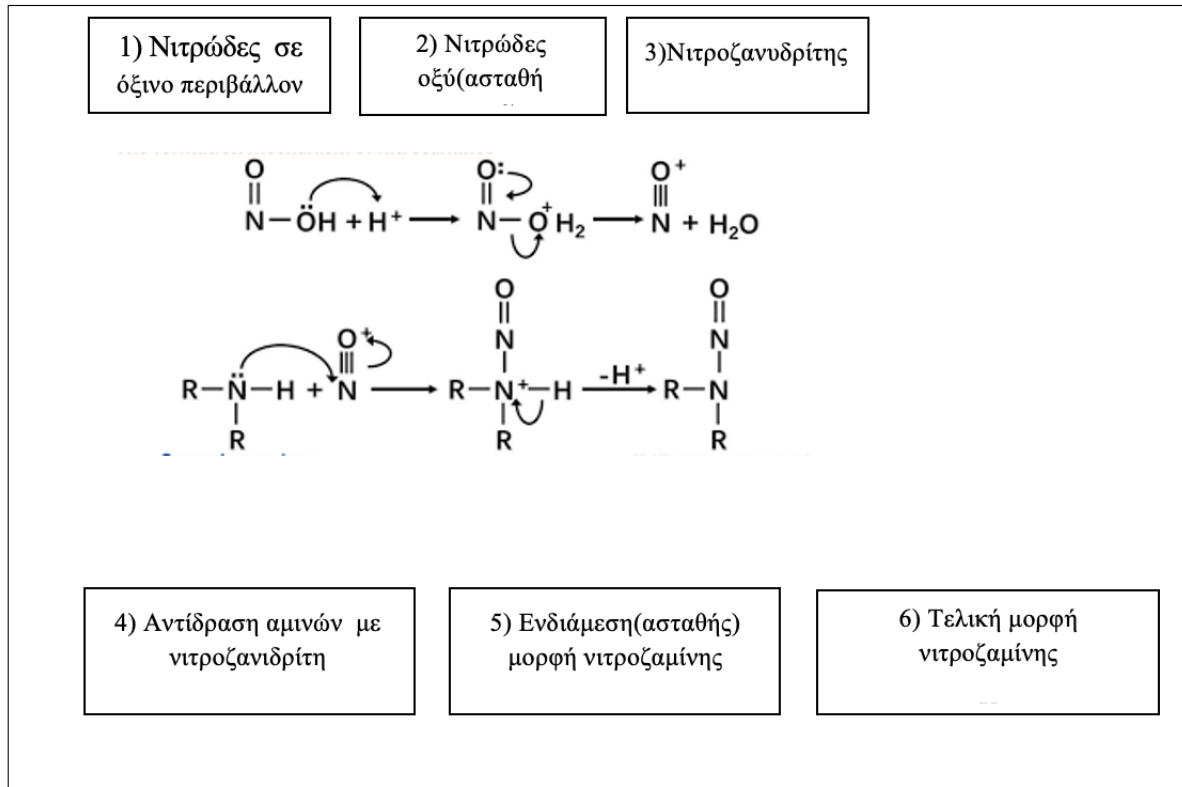 1) Νιτρώδες σε
όξινο περιβάλλον
2) Νιτρώδες
οξύ(ασταθή
3)Νιτροζανυδρίτης
O O: O⁺
N—ÖH + H⁺ N—O⁺H₂ N + H₂O
O O
N N
O⁺
R—N̈—H + N R—N⁺—H -H⁺ R—N
R R R
4) Αντίδραση αμινών με
νιτροζανιδρίτη
5) Ενδιάμεση(ασταθής)
μορφή νιτροζαμίνης
6) Τελική μορφή
νιτροζαμίνης